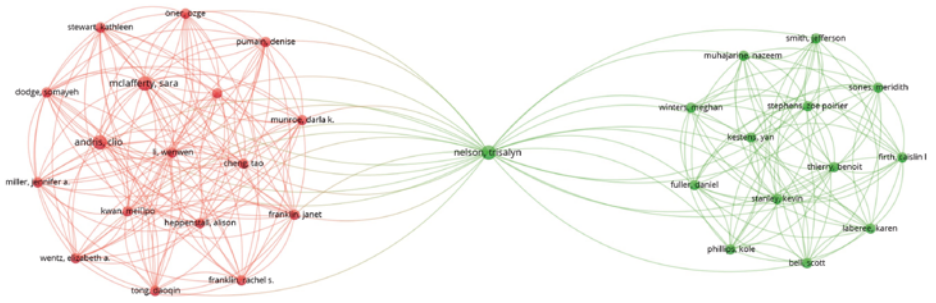 oner, ozge
stewart, kathleen
pumain, denise
mclafferty, sara
dodge, somayeh
munroe, darla k.
andris, clio
li, wenwen
cheng, tao
miller, jennifer a.
kwan, mei-po
heppenstall, alison
franklin, janet
wentz, elizabeth a.
franklin, rachel s.
tong, daoqin
nelson, trisalyn
smith, jefferson
muhajarine, nazeem
sones, meridith
winters, meghan
stephens, zoe poirier
kestens, yan
firth, caislin l
thierry, benoit
fuller, daniel
stanley, kevin
laberee, karen
phillips, kole
bell, scott